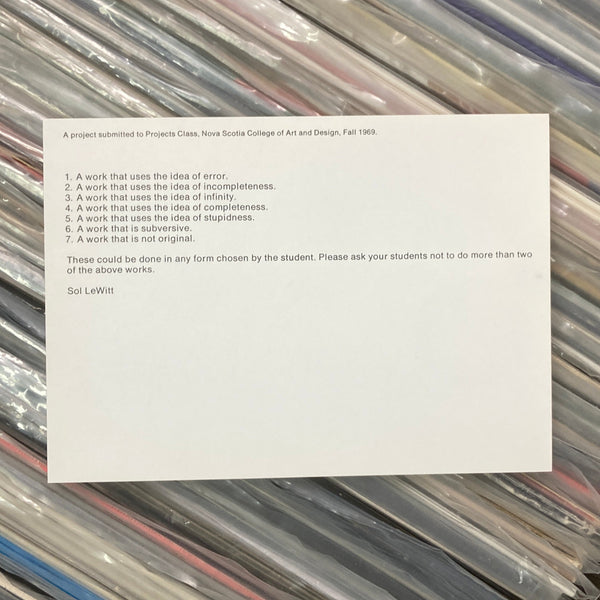 A project submitted to Projects Class, Nova Scotia College of Art and Design, Fall 1969.
1. A work that uses the idea of error.
2. A work that uses the idea of incompleteness.
3. A work that uses the idea of infinity.
4. A work that uses the idea of completeness.
5. A work that uses the idea of stupidness.
6. A work that is subversive.
7. A work that is not original.
These could be done in any form chosen by the student. Please ask your students not to do more than two
of the above works.
Sol LeWitt